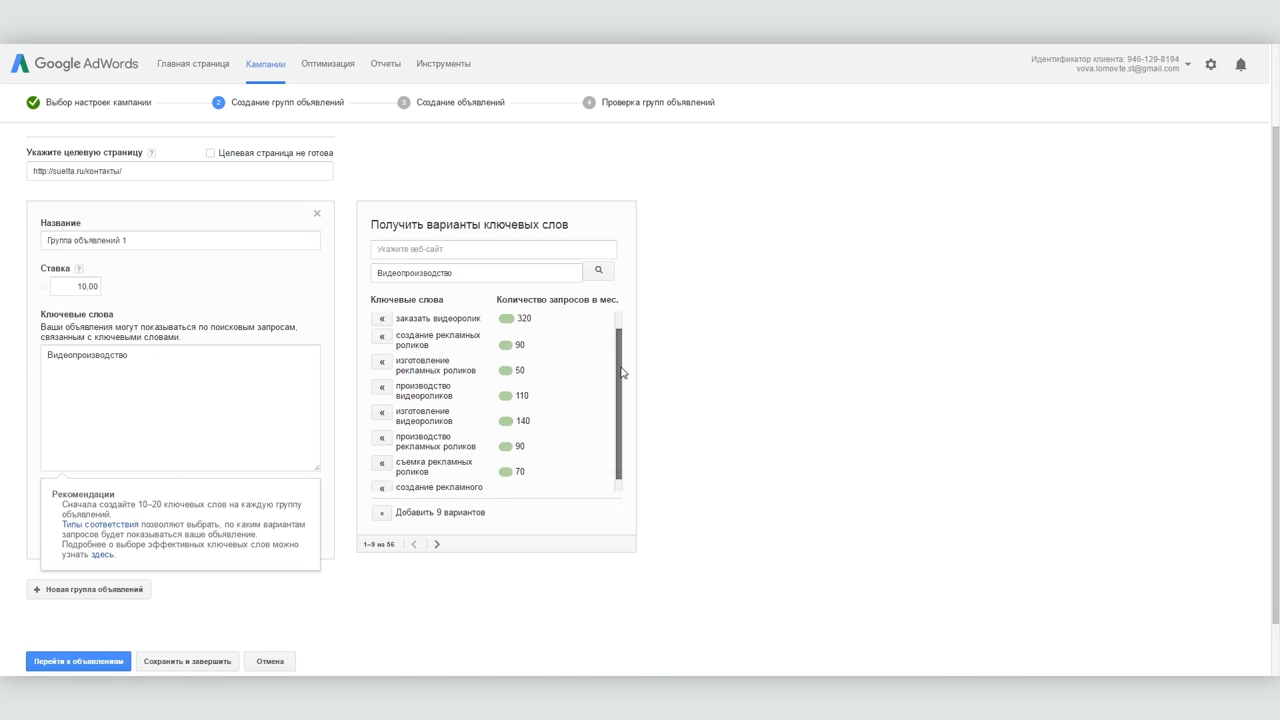 Google AdWords
Главная страница
Кампании
Оптимизация
Отчеты
Инструменты
Идентификатор клиента: 946-129-8194
vova.lomov.te.st@gmail.com
Выбор настроек кампании
2 Создание групп объявлений
3 Создание объявлений
4 Проверка групп объявлений
Укажите целевую страницу ?
Целевая страница не готова
http://suelta.ru/контакты/
Название
Группа объявлений 1
Ставка ?
10,00
Ключевые слова
Ваши объявления могут показываться по поисковым запросам,
связанным с ключевыми словами.
Видеопроизводство
Рекомендации
Сначала создайте 10–20 ключевых слов на каждую группу
объявлений.
Типы соответствия позволяют выбрать, по каким вариантам
запросов будет показываться ваше объявление.
Подробнее о выборе эффективных ключевых слов можно
узнать здесь.
+ Новая группа объявлений
Получить варианты ключевых слов
Укажите веб-сайт
Видеопроизводство
Ключевые слова
Количество запросов в мес.
« заказать видеоролик 320
« создание рекламных
роликов 90
« изготовление
рекламных роликов 50
« производство
видеороликов 110
« изготовление
видеороликов 140
« производство
рекламных роликов 90
« съемка рекламных
роликов 70
« создание рекламного
« Добавить 9 вариантов
1–9 из 56
Перейти к объявлениям
Сохранить и завершить
Отмена